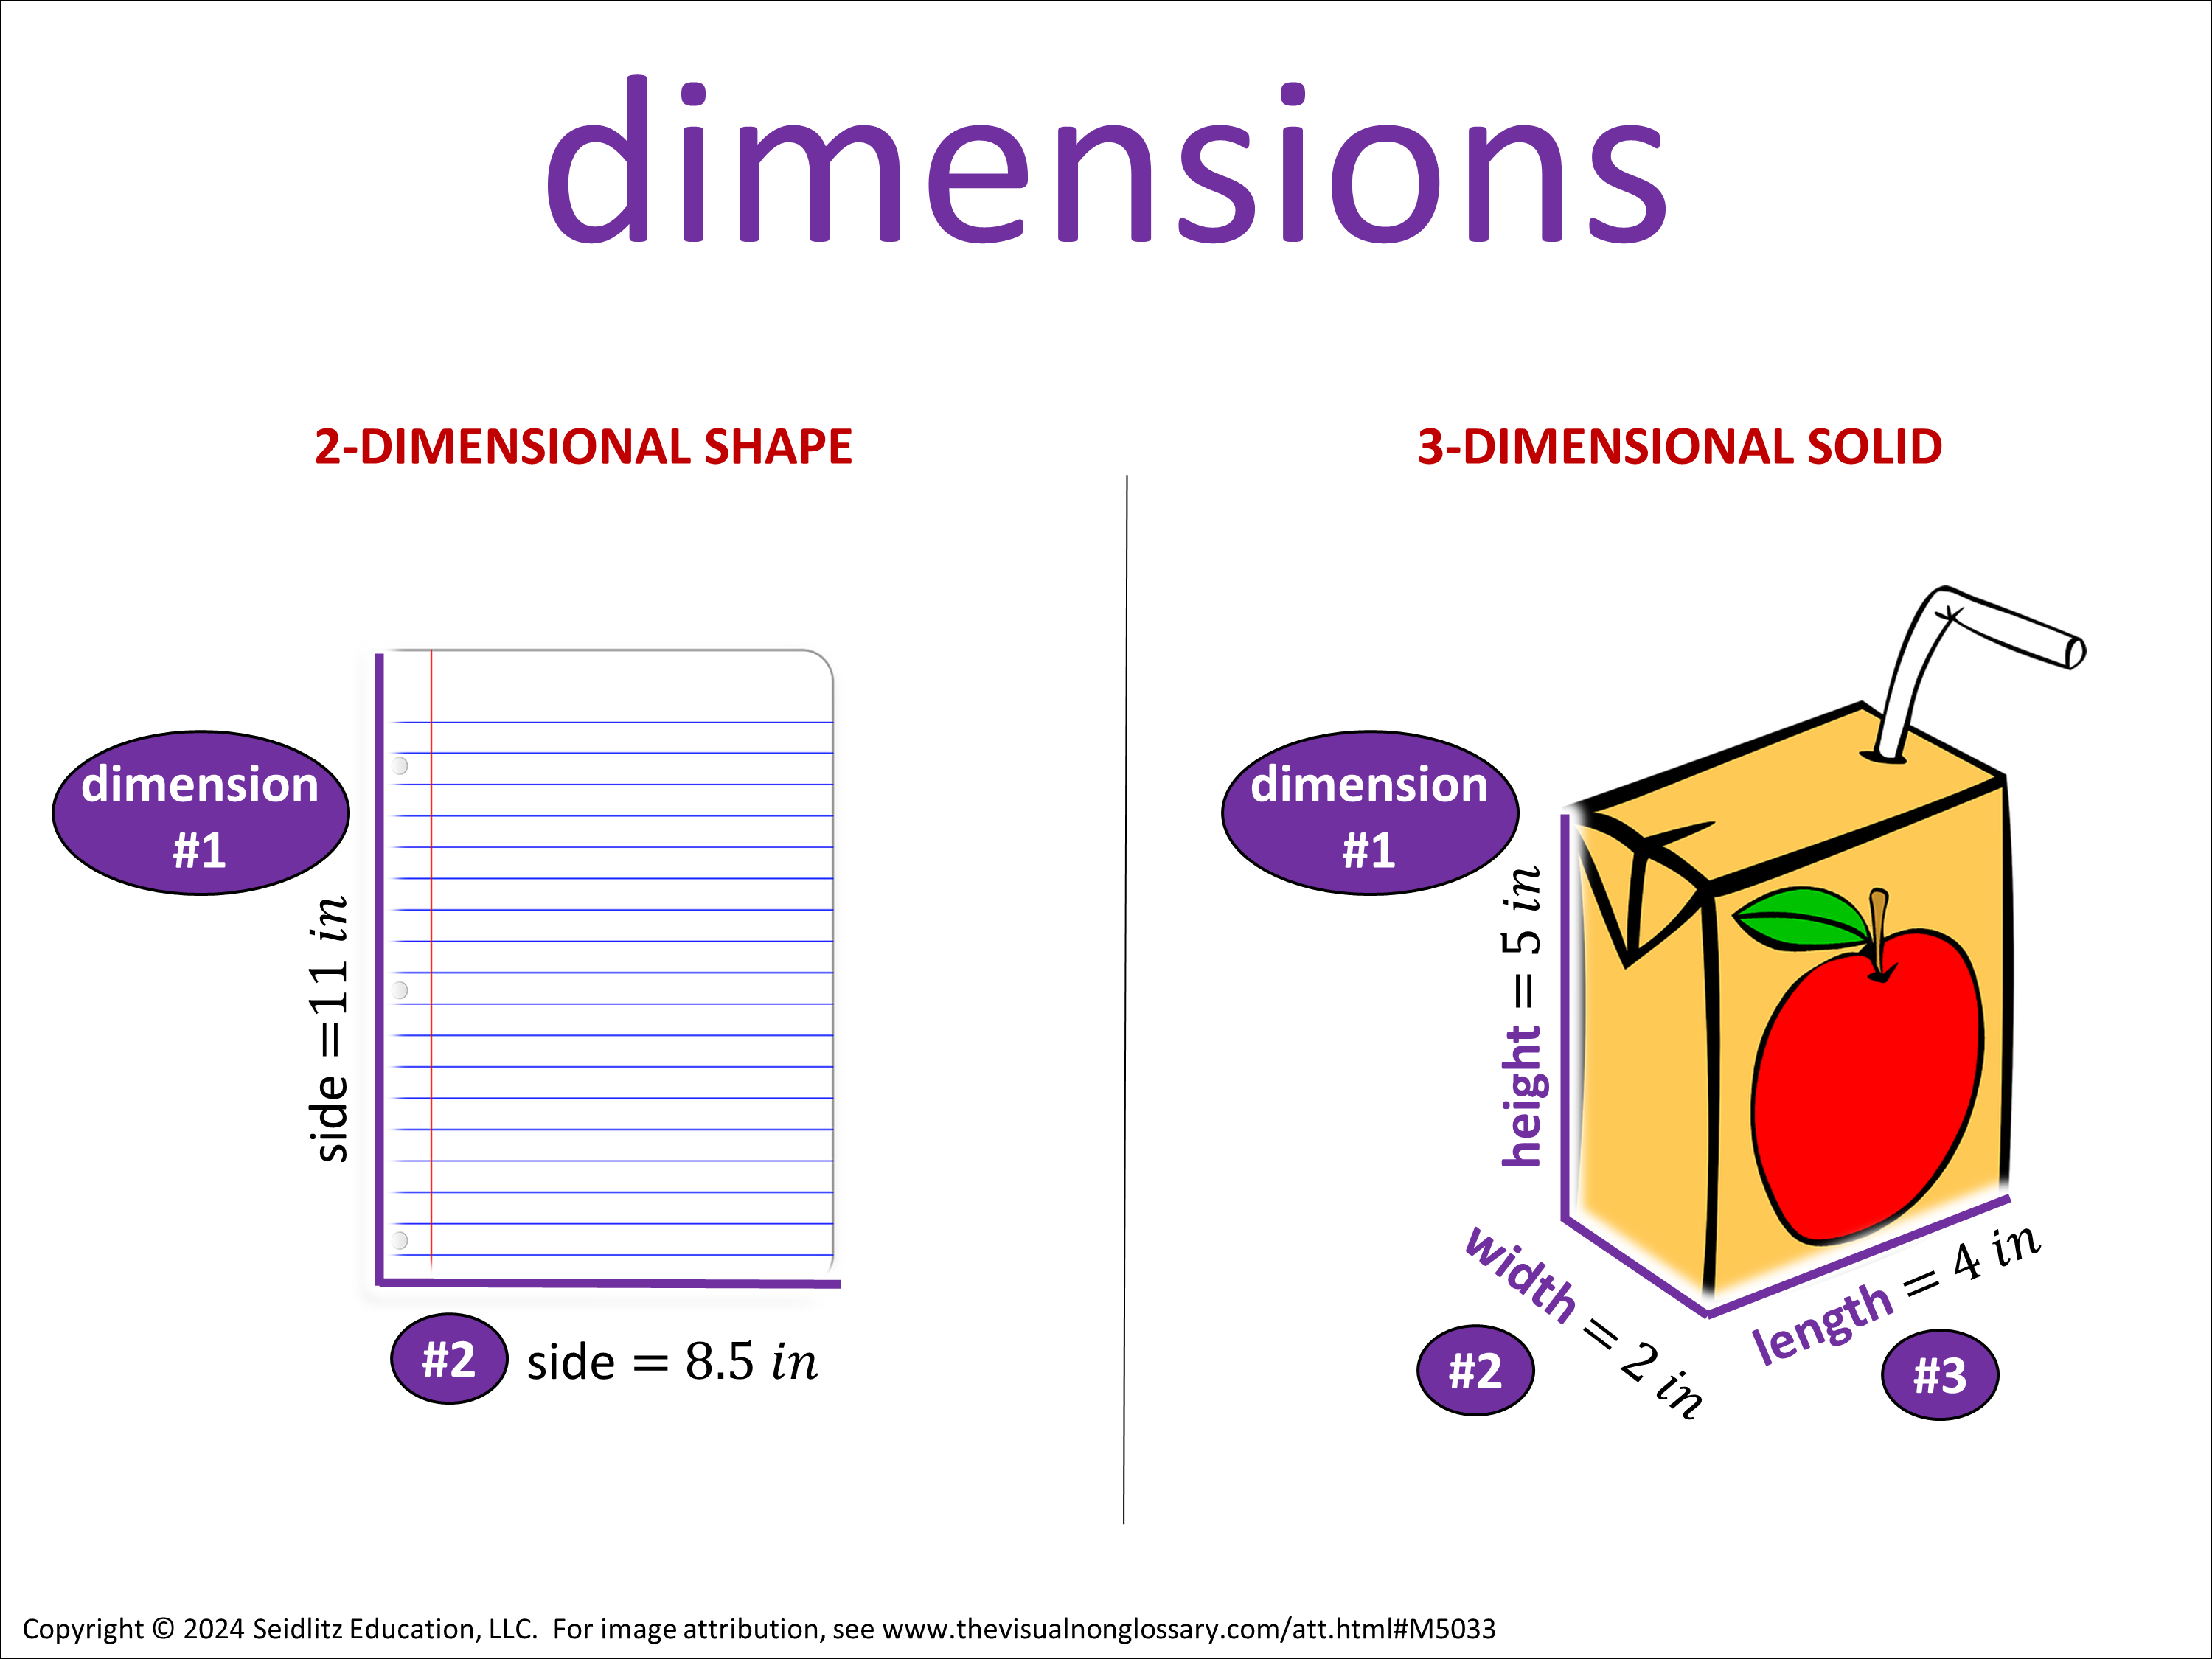 dimensions
2-DIMENSIONAL SHAPE
dimension
#1
side =11 in
#2
side = 8.5 in
3-DIMENSIONAL SOLID
dimension
#1
height = 5 in
width = 2 in
#2
length = 4 in
#3
Copyright © 2024 Seidlitz Education, LLC.  For image attribution, see www.thevisualnonglossary.com/att.html#M5033